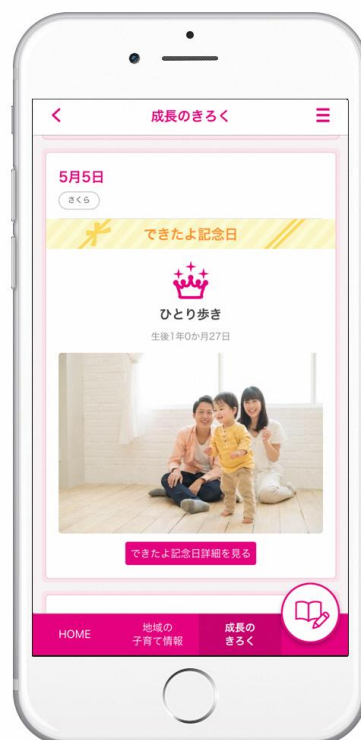 成長のきろく
5月5日
さくら
できたよ記念日
ひとり歩き
生後1年0か月27日
できたよ記念日詳細を見る
HOME
地域の
子育て情報
成長の
きろく